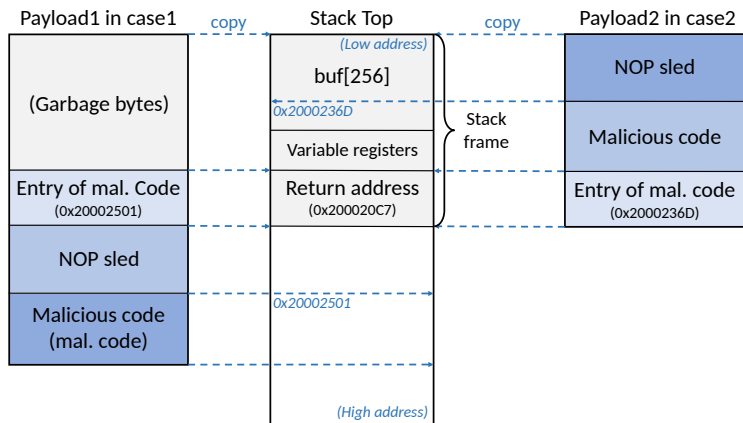 Payload1 in case1
copy
Stack Top
copy
Payload2 in case2
(Low address)
(Garbage bytes)
buf[256]
0x2000236D
Variable registers
Return address
(0x200020C7)
Stack
frame
NOP sled
Malicious code
Entry of mal. code
(0x2000236D)
Entry of mal. Code
(0x20002501)
NOP sled
Malicious code
(mal. code)
0x20002501
(High address)